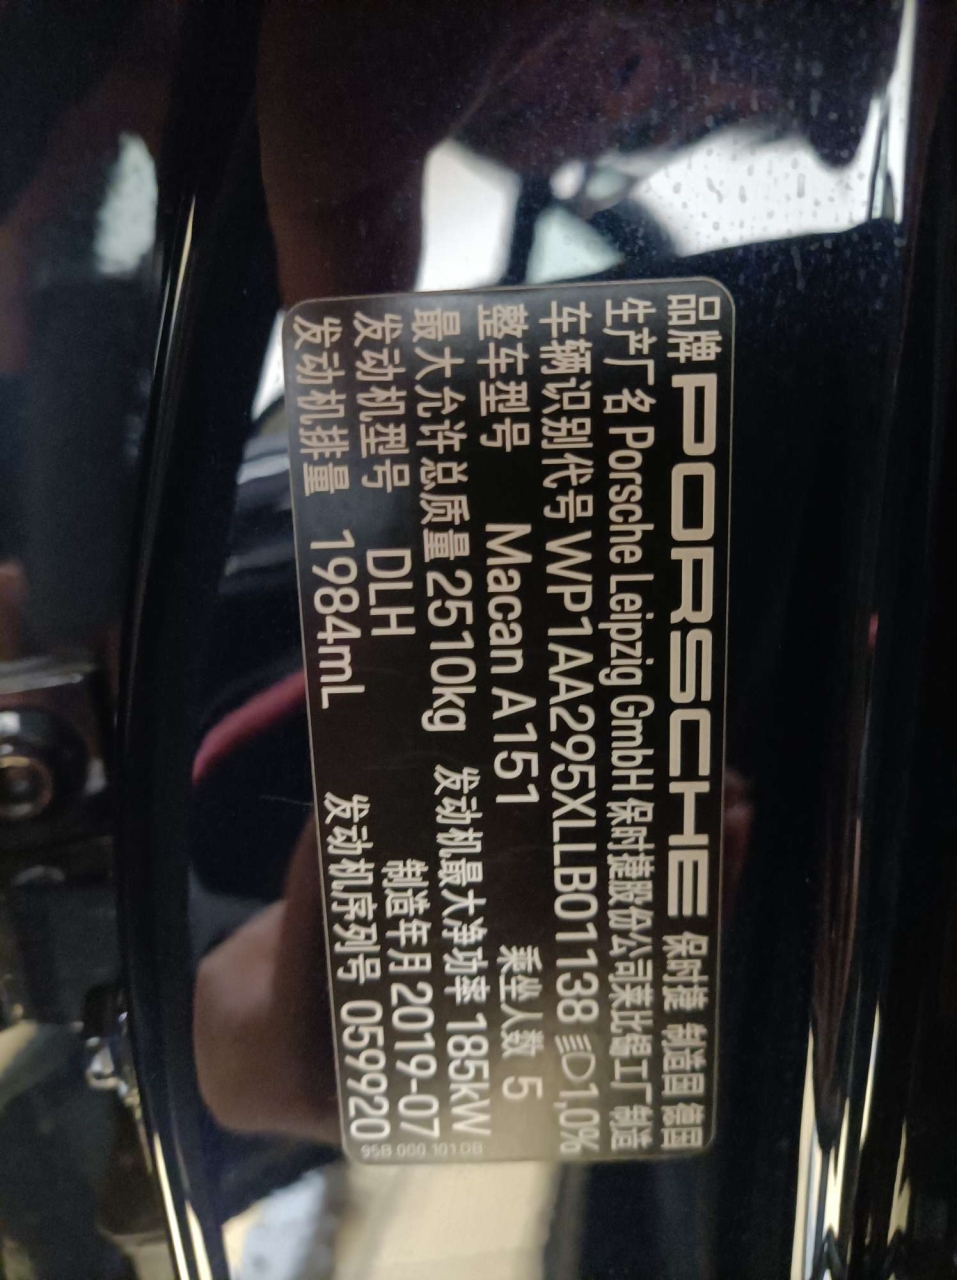 品牌 PORSCHE 保时捷 制造国 德国
生产厂名 Porsche Leipzig GmbH 保时捷股份公司莱比锡工厂制造
车辆识别代号 WP1AA295XLLB01138 1,0%
整车型号 Macan A151 乘坐人数 5
最大允许总质量 2510kg 发动机最大净功率 185kW
发动机型号 DLH 制造年月 2019-07
发动机排量 1984mL 发动机序列号 059920
95B 000 101 DB